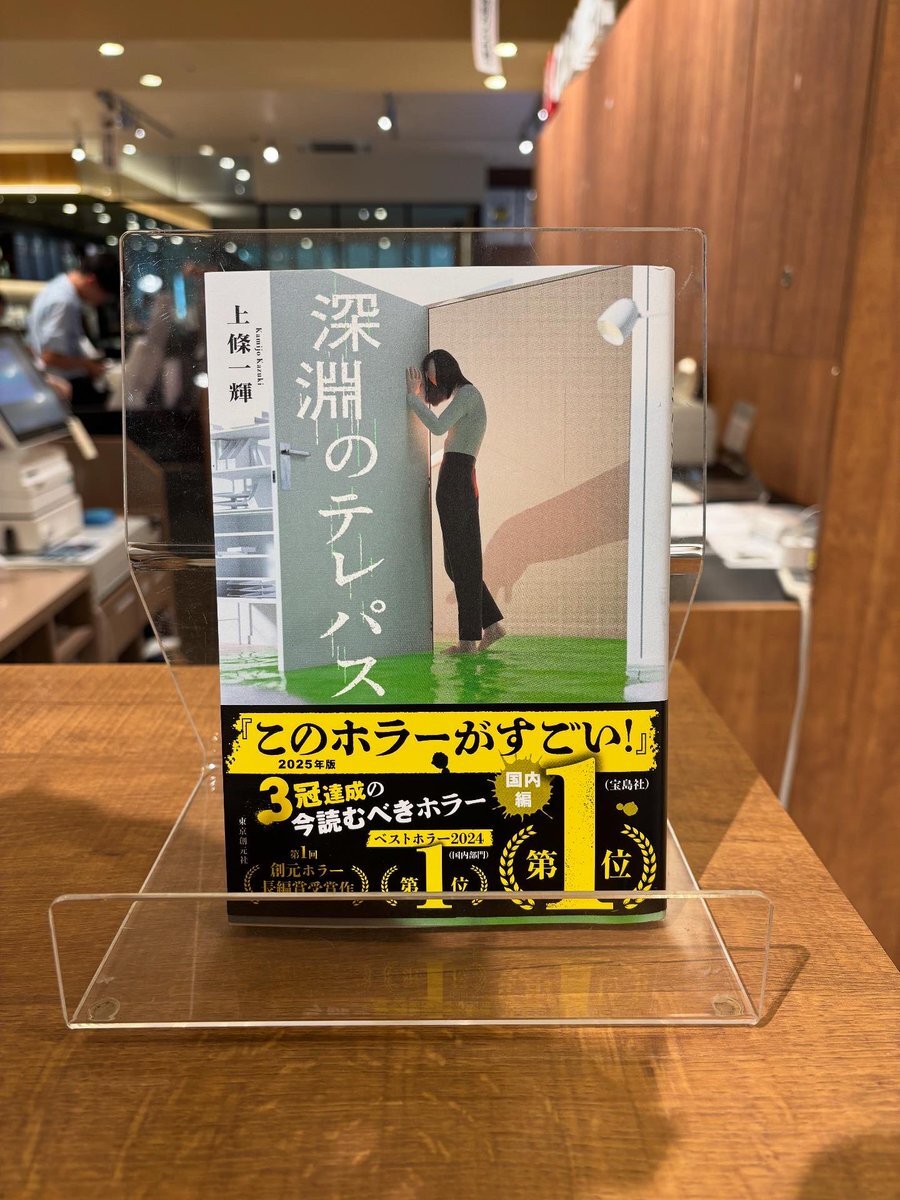 上條一輝
Kamijo Kazuki
深淵のテレパス
『このホラーがすごい!』
2025年版
(宝島社)
国内編
第1位
3冠達成の
今読むべきホラー
ベストホラー2024
(国内部門)
第1位
第1回
創元ホラー
長編賞受賞作
東京創元社